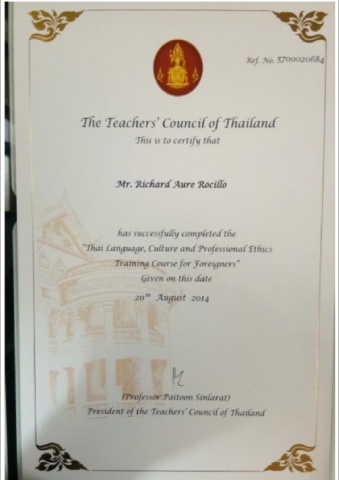 Ref. No. 5700020684
The Teachers' Council of Thailand
This is to certify that
Mr. Richard Aure Rocillo
has successfully completed the
"Thai Language, Culture and Professional Ethics
Training Course for Foreigners"
Given on this date
20th August 2014
(Professor Paitoon Sinlarat)
President of the Teachers' Council of Thailand